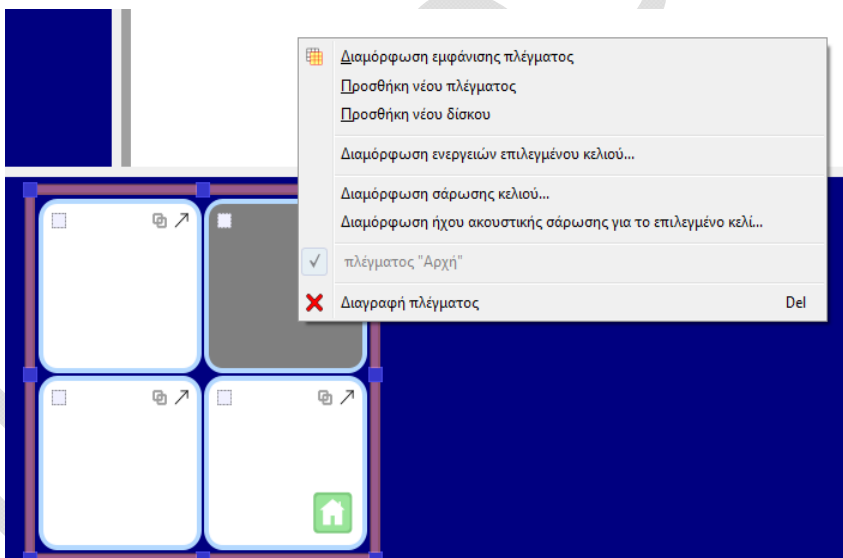 Διαμόρφωση εμφάνισης πλέγματος
Προσθήκη νέου πλέγματος
Προσθήκη νέου δίσκου
Διαμόρφωση ενεργειών επιλεγμένου κελιού...
Διαμόρφωση σάρωσης κελιού...
Διαμόρφωση ήχου ακουστικής σάρωσης για το επιλεγμένο κελί...
πλέγματος "Αρχή"
Διαγραφή πλέγματος Del